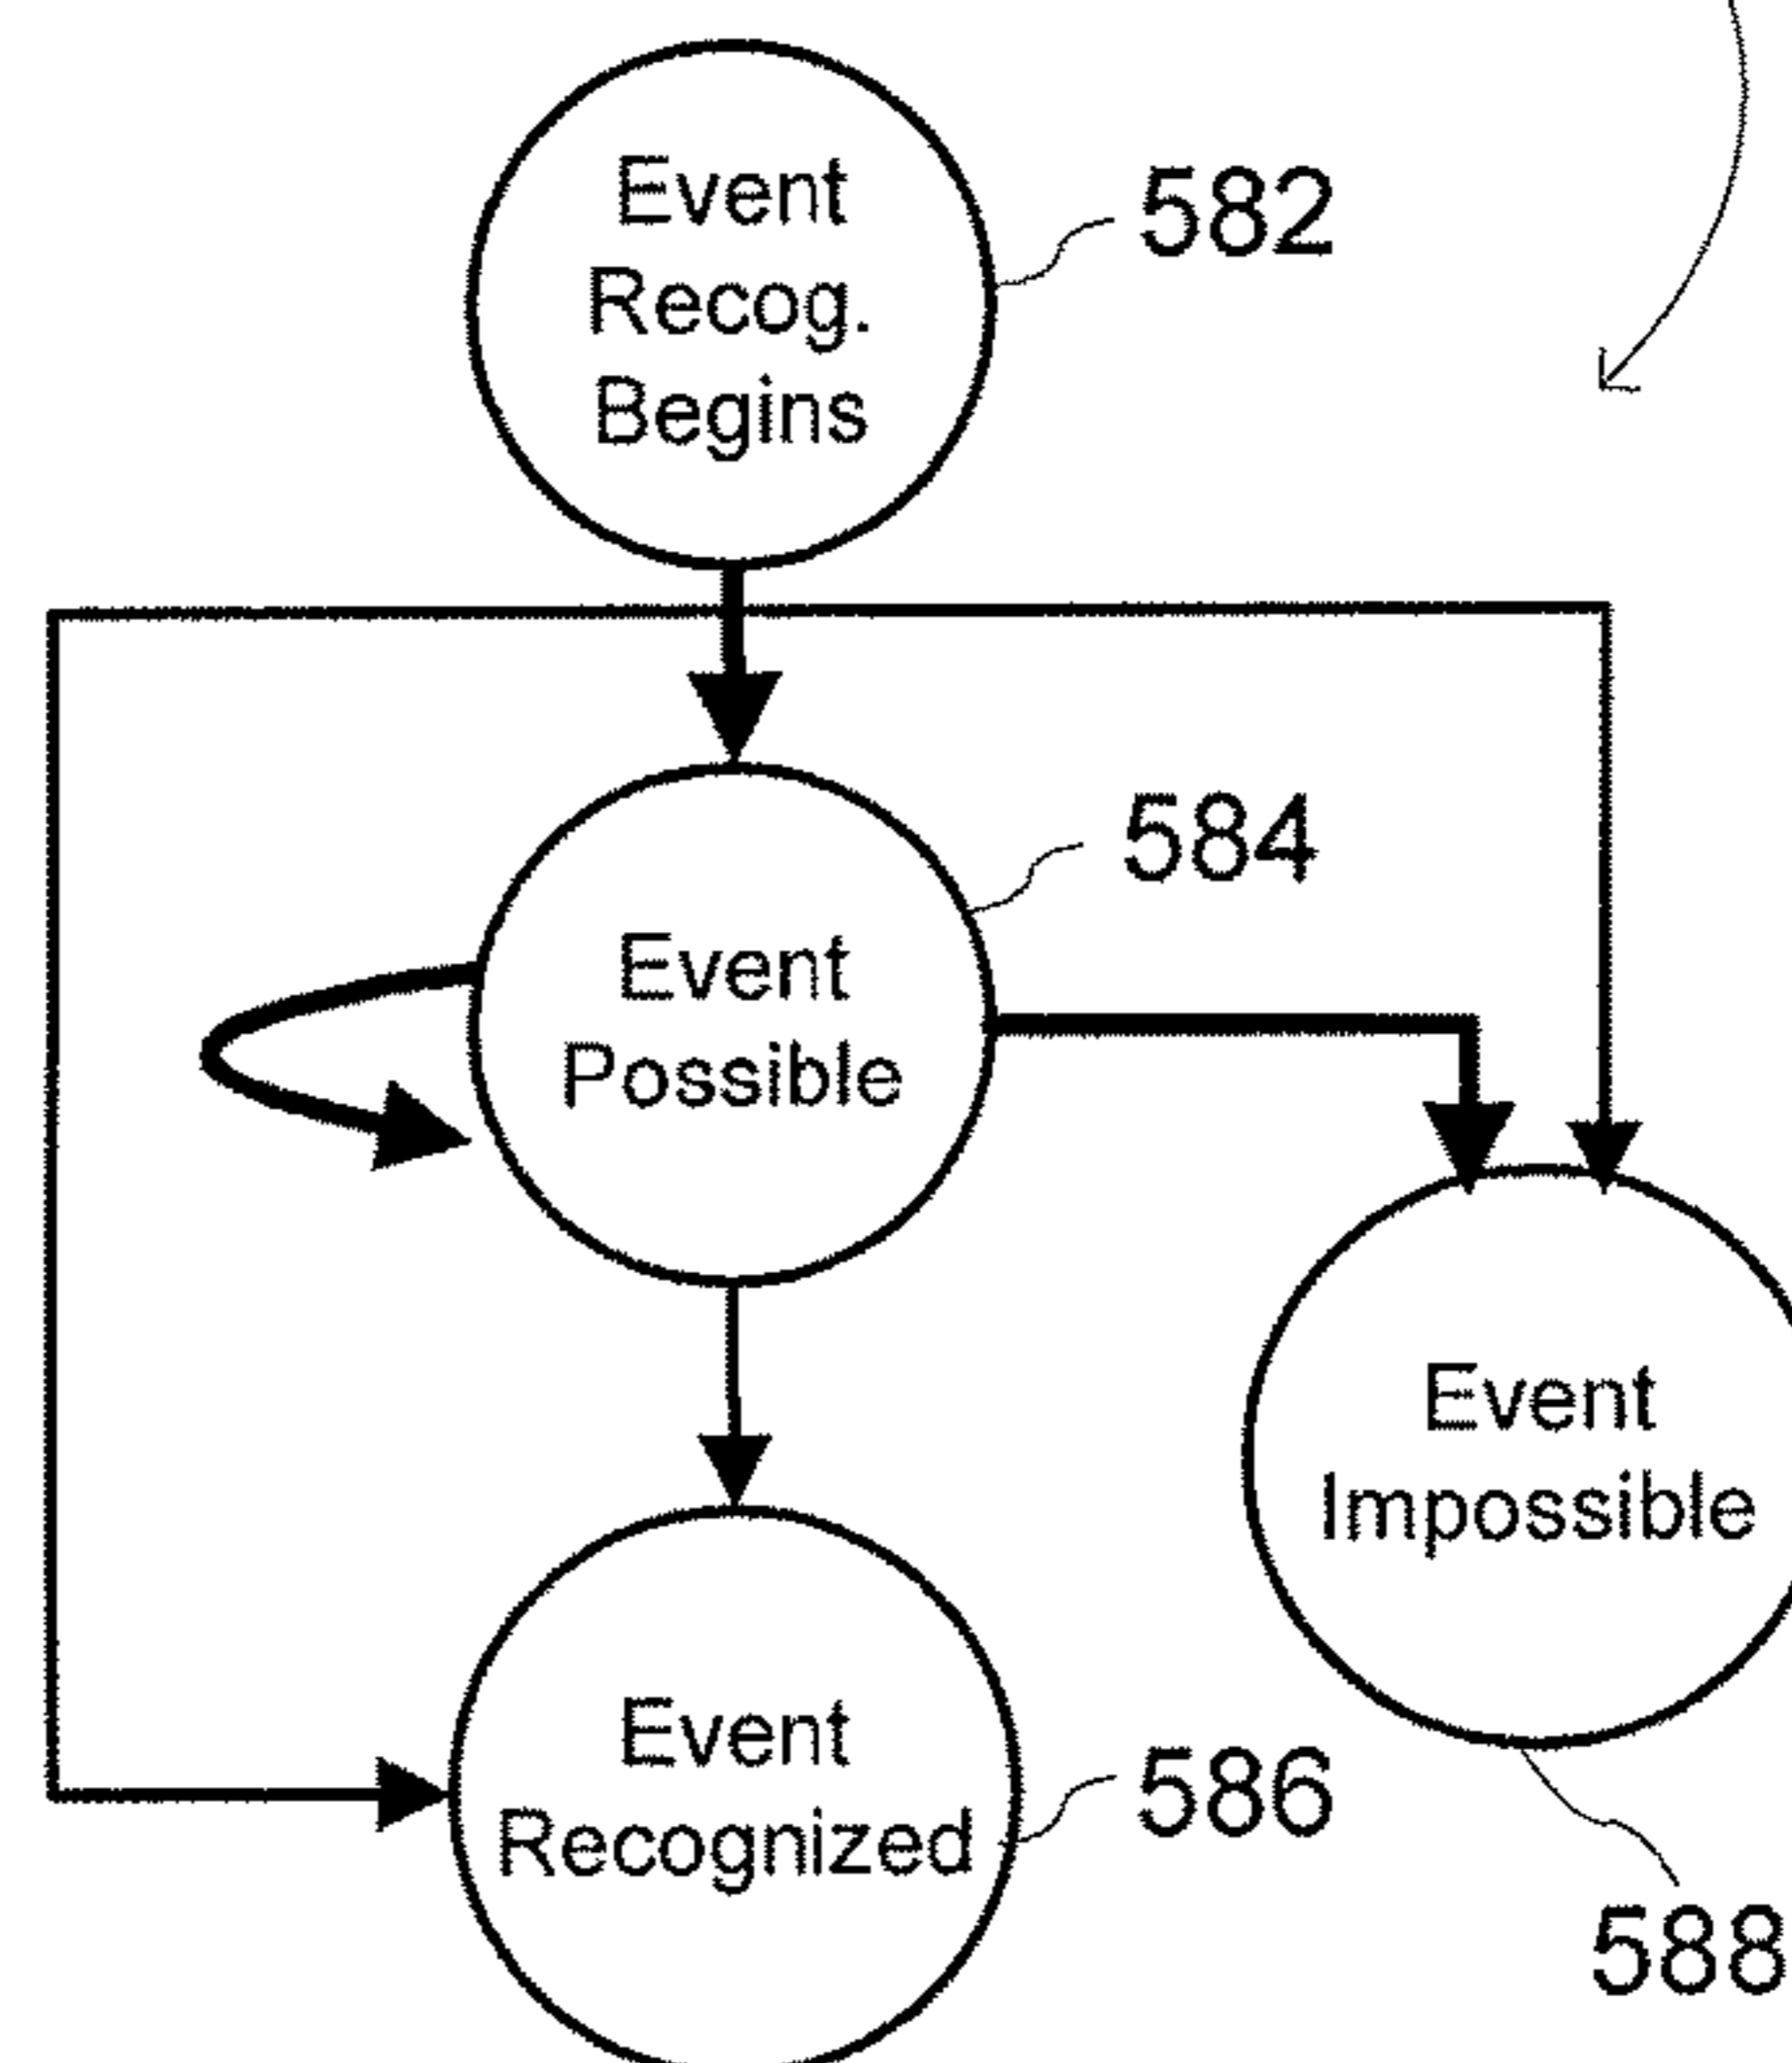 Event
Recog.
Begins
582
584
Event
Possible
Event
Impossible
Event
Recognized
586
588